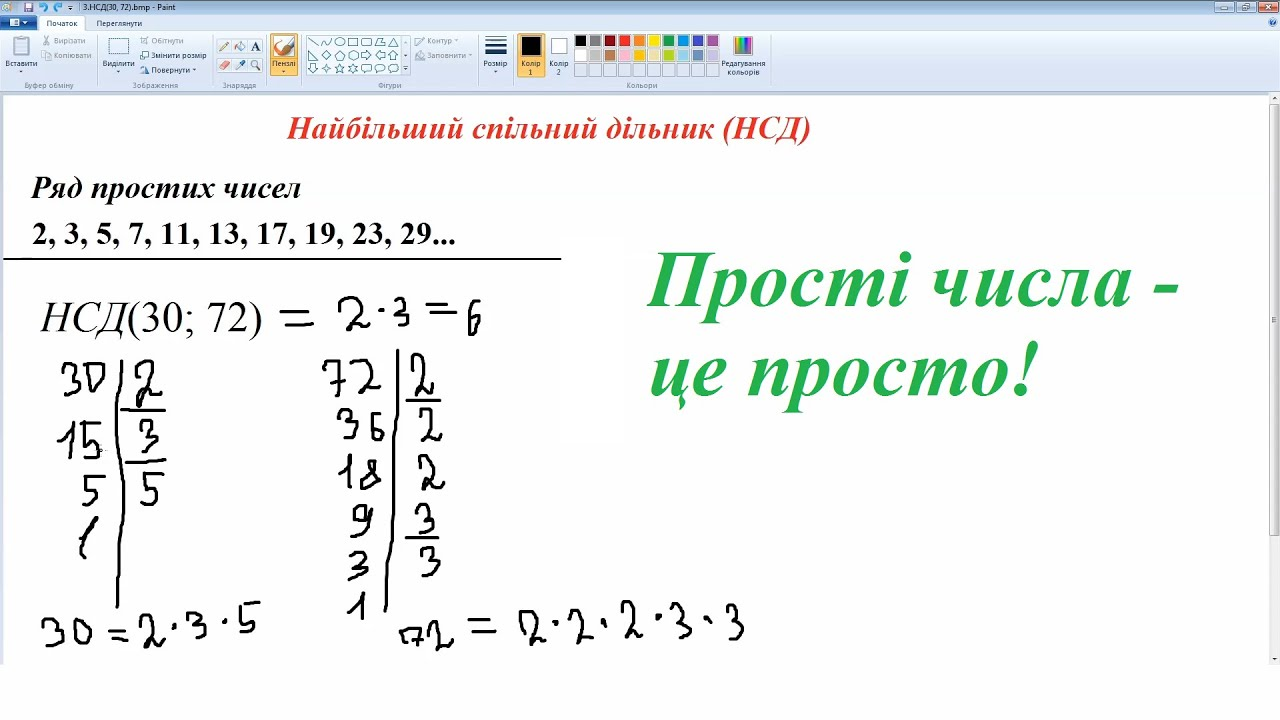 3.НСД(30, 72).bmp - Paint
Початок Переглянути
Вставити Вирізати Копіювати Буфер обміну
Виділити Обітнути Змінити розмір Повернути Зображення
Знаряддя
Пензлі
Контур Заповнити Фігури
Розмір
Колір 1 Колір 2 Редагування кольорів Кольори
Найбільший спільний дільник (НСД)
Ряд простих чисел
2, 3, 5, 7, 11, 13, 17, 19, 23, 29...
Прості числа -
це просто!
НСД(30; 72) = 2·3 = 6
30 | 2 72 | 2
15 | 3 36 | 2
5 | 5 18 | 2
1 | 9 | 3
3 | 3
1
30 = 2·3·5 72 = 2·2·2·3·3